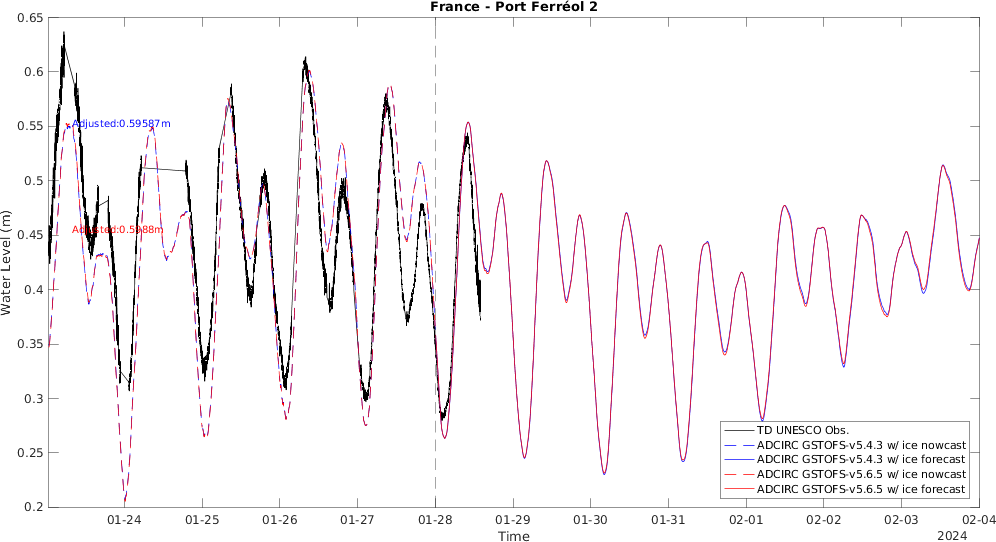 France - Port Ferréol 2
0.65
0.6
0.55
0.5
0.45
0.4
0.35
0.3
0.25
0.2
Water Level (m)
Adjusted:0.59587m
Adjusted:0.5988m
TD UNESCO Obs.
ADCIRC GSTOFS-v5.4.3 w/ ice nowcast
ADCIRC GSTOFS-v5.4.3 w/ ice forecast
ADCIRC GSTOFS-v5.6.5 w/ ice nowcast
ADCIRC GSTOFS-v5.6.5 w/ ice forecast
01-24 01-25 01-26 01-27 01-28 01-29 01-30 01-31 02-01 02-02 02-03 02-04
Time
2024